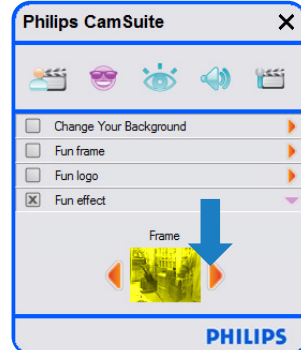 Philips CamSuite
Change Your Background
Fun frame
Fun logo
Fun effect
Frame
PHILIPS